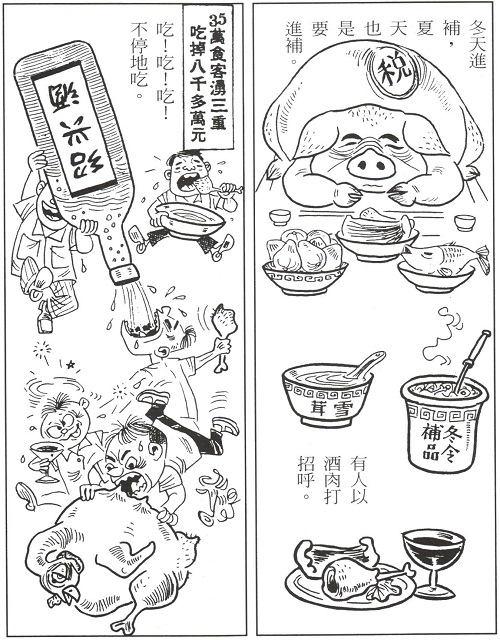 冬天進
補，夏天也是要
進補。
稅
雪茸
冬令
補品
有人以
酒肉打
招呼。
35萬食客湧三重
吃掉八千多萬元
吃！吃！吃！
不停地吃。
紹兴酒